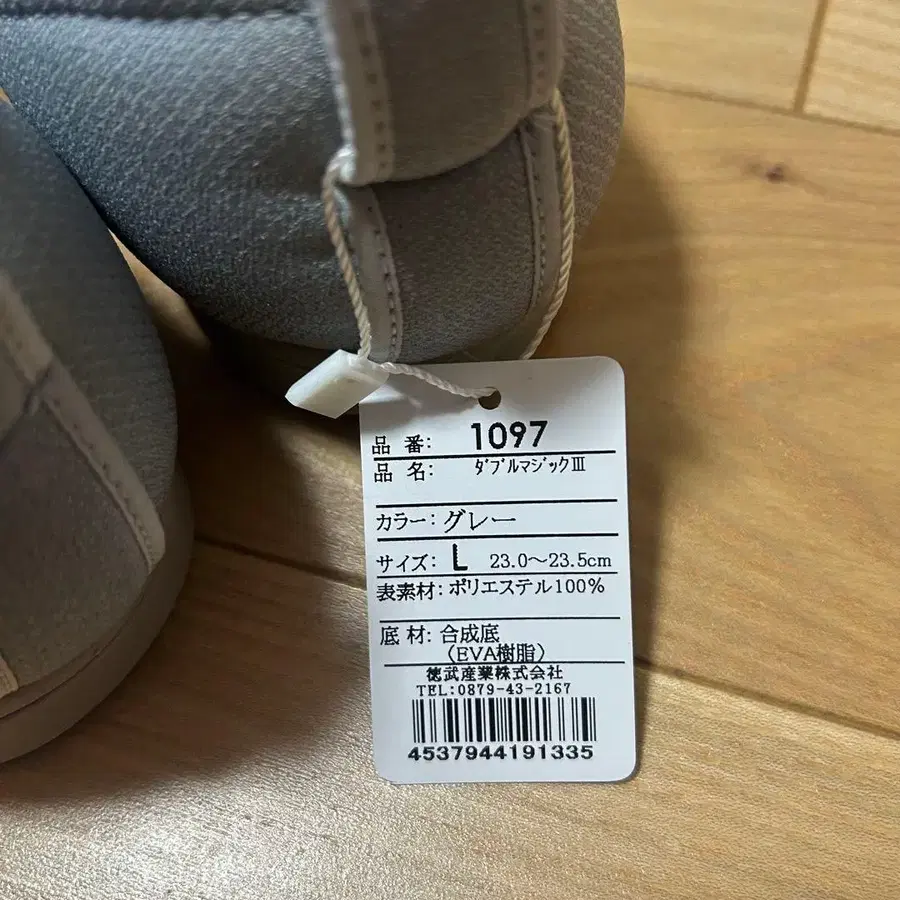 品 番: 1097
品 名: ﾀﾞﾌﾞﾙﾏｼﾞｯｸⅢ
カラー: グレー
サイズ: L 23.0〜23.5cm
表素材: ポリエステル100%
底 材: 合成底
(EVA樹脂)
徳武産業株式会社
TEL:0879-43-2167
4537944191335